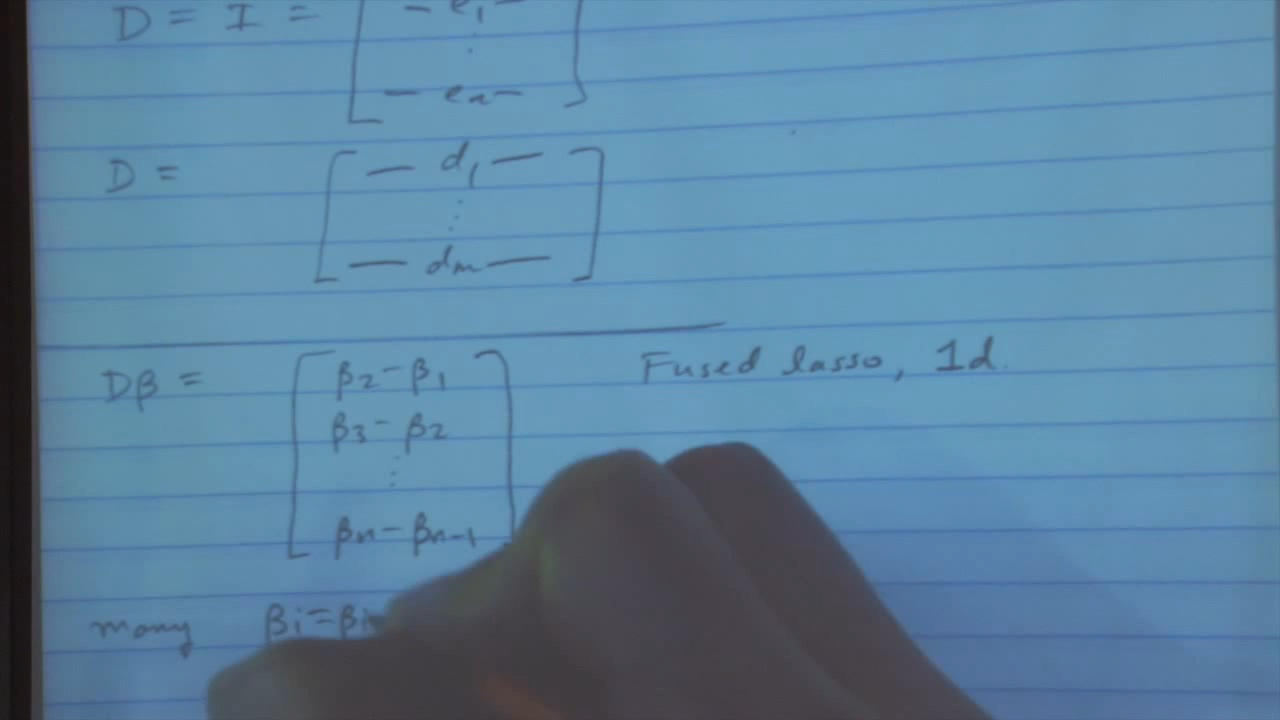 D = I = [ — e₁ —
⋮
— eₙ — ]
D = [ — d₁ —
⋮
— dₘ — ]
Dβ = [ β₂ - β₁ Fused lasso, 1d
β₃ - β₂
⋮
βₙ - βₙ₋₁ ]
many βᵢ = βᵢ